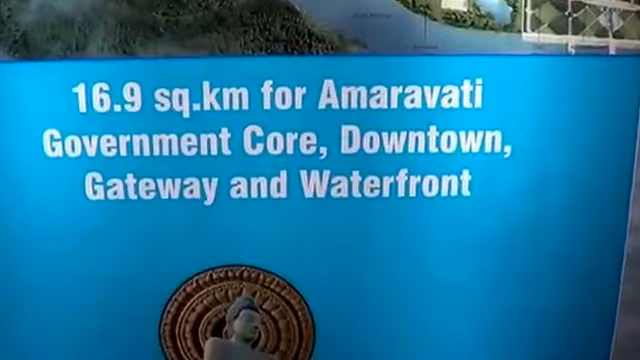 16.9 sq.km for Amaravati
Government Core, Downtown,
Gateway and Waterfront